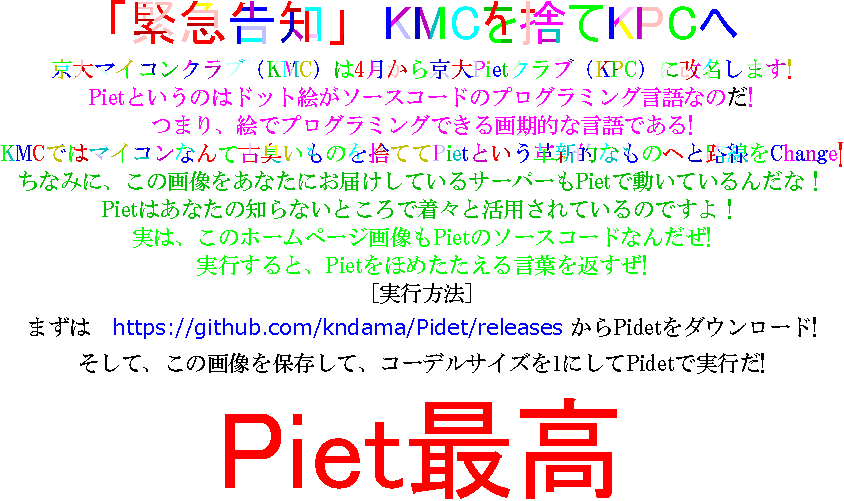 「緊急告知」 KMCを捨てKPCへ
京大マイコンクラブ（KMC）は4月から京大Pietクラブ（KPC）に改名します!
Pietというのはドット絵がソースコードのプログラミング言語なのだ!
つまり、絵でプログラミングできる画期的な言語である!
KMCではマイコンなんて古臭いものを捨ててPietという革新的なものへと路線をChange!
ちなみに、この画像をあなたにお届けしているサーバーもPietで動いているんだな！
Pietはあなたの知らないところで着々と活用されているのですよ！
実は、このホームページ画像もPietのソースコードなんだぜ!
実行すると、Pietをほめたたえる言葉を返すぜ!
[実行方法]
まずは　https://github.com/kndama/Pidet/releases からPidetをダウンロード!
そして、この画像を保存して、コーデルサイズを1にしてPidetで実行だ!
Piet最高